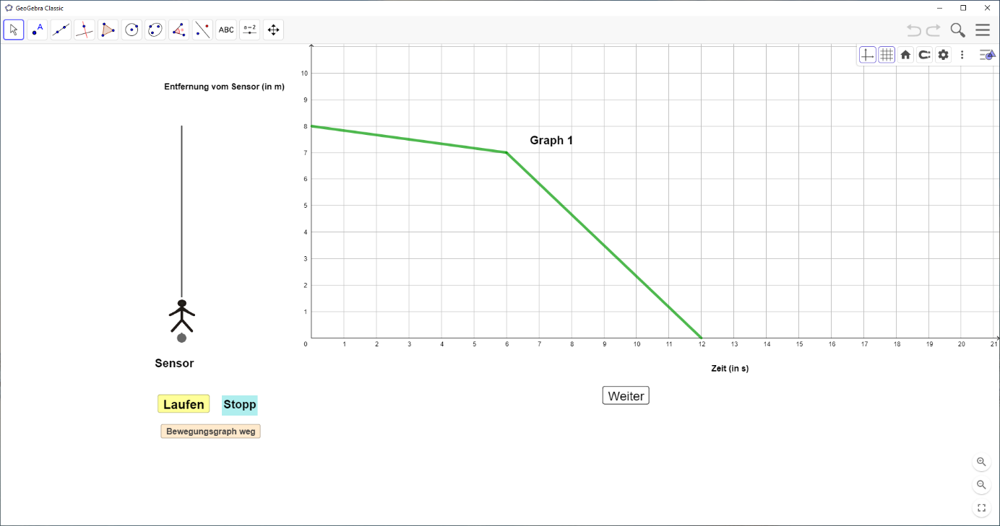 GeoGebra Classic
A
ABC
a=2
Entfernung vom Sensor (in m)
10
9
8
7
6
5
4
3
2
1
Graph 1
0 1 2 3 4 5 6 7 8 9 10 11 12 13 14 15 16 17 18 19 20 21
Zeit (in s)
Sensor
Weiter
Laufen Stopp
Bewegungsgraph weg